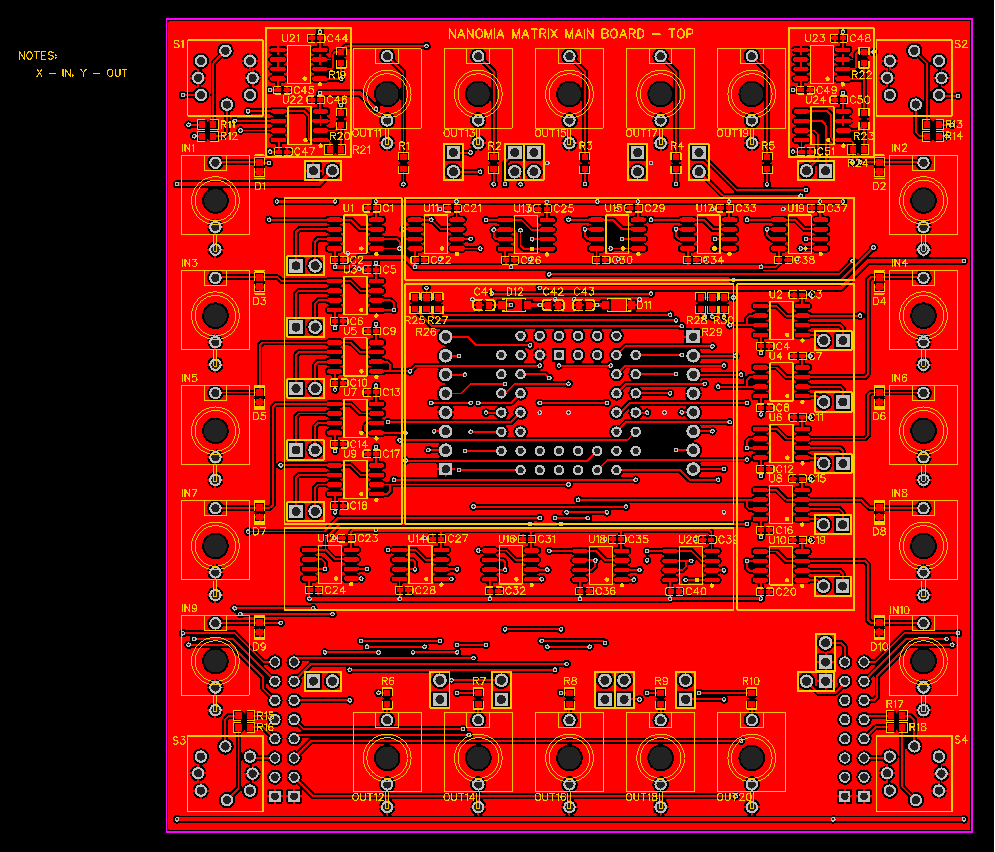 NANOMIA MATRIX MAIN BOARD - TOP
NOTES:
X - IN, Y - OUT
S1
U21
C44
R19
C45
U22
C46
R20
R21
C47
R11
R12
OUT11
OUT13
OUT15
OUT17
OUT19
U23
C48
R22
C49
U24
C50
R23
R24
C51
S2
R13
R14
R1
R2
R3
R4
R5
IN1
D1
IN2
D2
U1
C1
C2
U11
C21
C22
U13
C25
C26
U15
C29
C30
U17
C33
C34
U19
C37
C38
IN3
D3
U3
C5
C6
C41
D12
C42
C43
D11
R25
R27
R26
R28
R30
R29
U2
C3
C4
IN4
D4
U5
C9
C10
U4
C7
C8
IN5
D5
U7
C13
C14
U6
C11
C12
IN6
D6
U9
C17
C18
U8
C15
C16
IN7
D7
IN8
D8
U12
C23
C24
U14
C27
C28
U16
C31
C32
U18
C35
C36
U20
C39
C40
U10
C19
C20
IN9
D9
IN10
D10
R6
R7
R8
R9
R10
R15
R16
R17
R18
S3
S4
OUT12
OUT14
OUT16
OUT18
OUT20